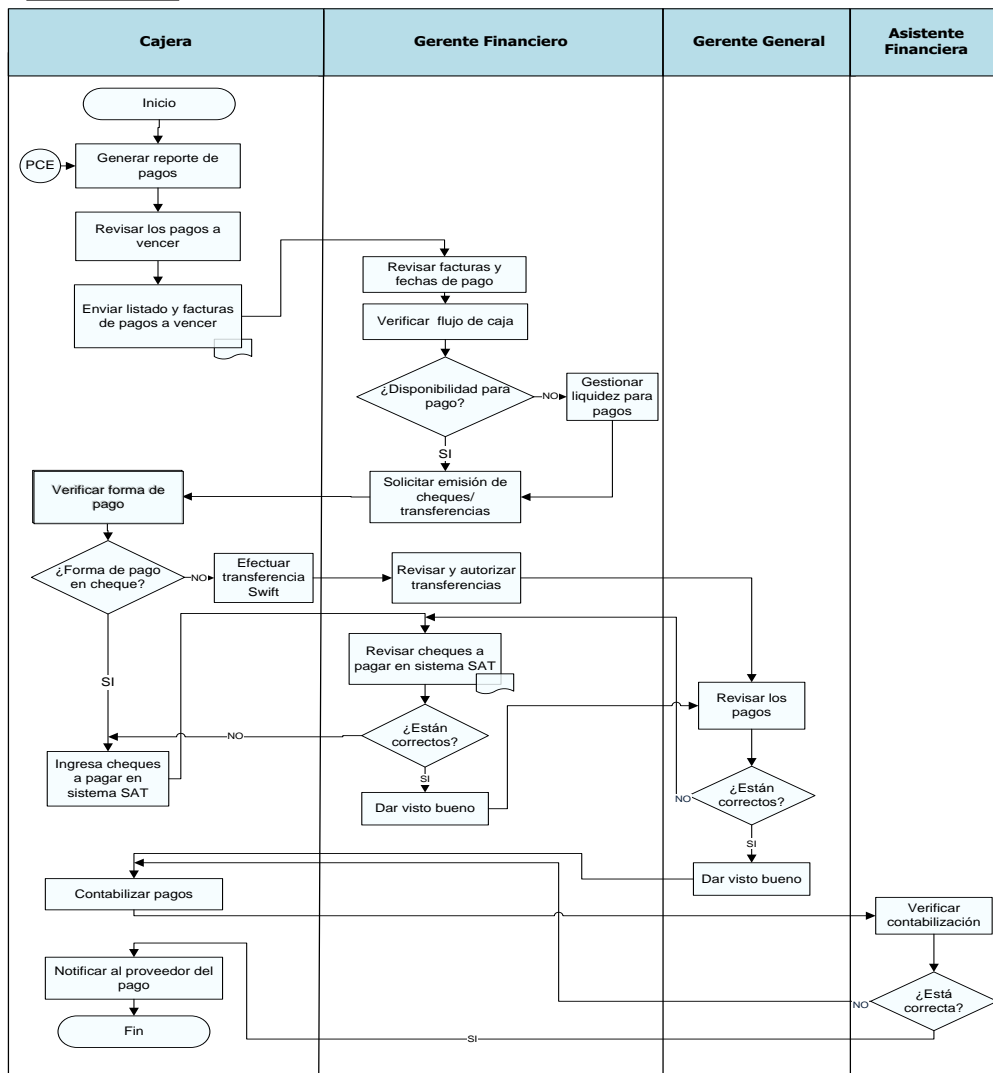 Cajera
Gerente Financiero
Gerente General
Asistente
Financiera
Inicio
PCE
Generar reporte de
pagos
Revisar los pagos a
vencer
Enviar listado y facturas
de pagos a vencer
Revisar facturas y
fechas de pago
Verificar flujo de caja
¿Disponibilidad para
pago?
NO
Gestionar
liquidez para
pagos
SI
Solicitar emisión de
cheques/
transferencias
Verificar forma de
pago
¿Forma de pago
en cheque?
NO
Efectuar
transferencia
Swift
Revisar y autorizar
transferencias
SI
Revisar cheques a
pagar en sistema SAT
Revisar los
pagos
¿Están
correctos?
NO
Ingresa cheques
a pagar en
sistema SAT
SI
Dar visto bueno
¿Están
correctos?
NO
SI
Dar visto bueno
Contabilizar pagos
Verificar
contabilización
Notificar al proveedor del
pago
¿Está
correcta?
NO
Fin
SI